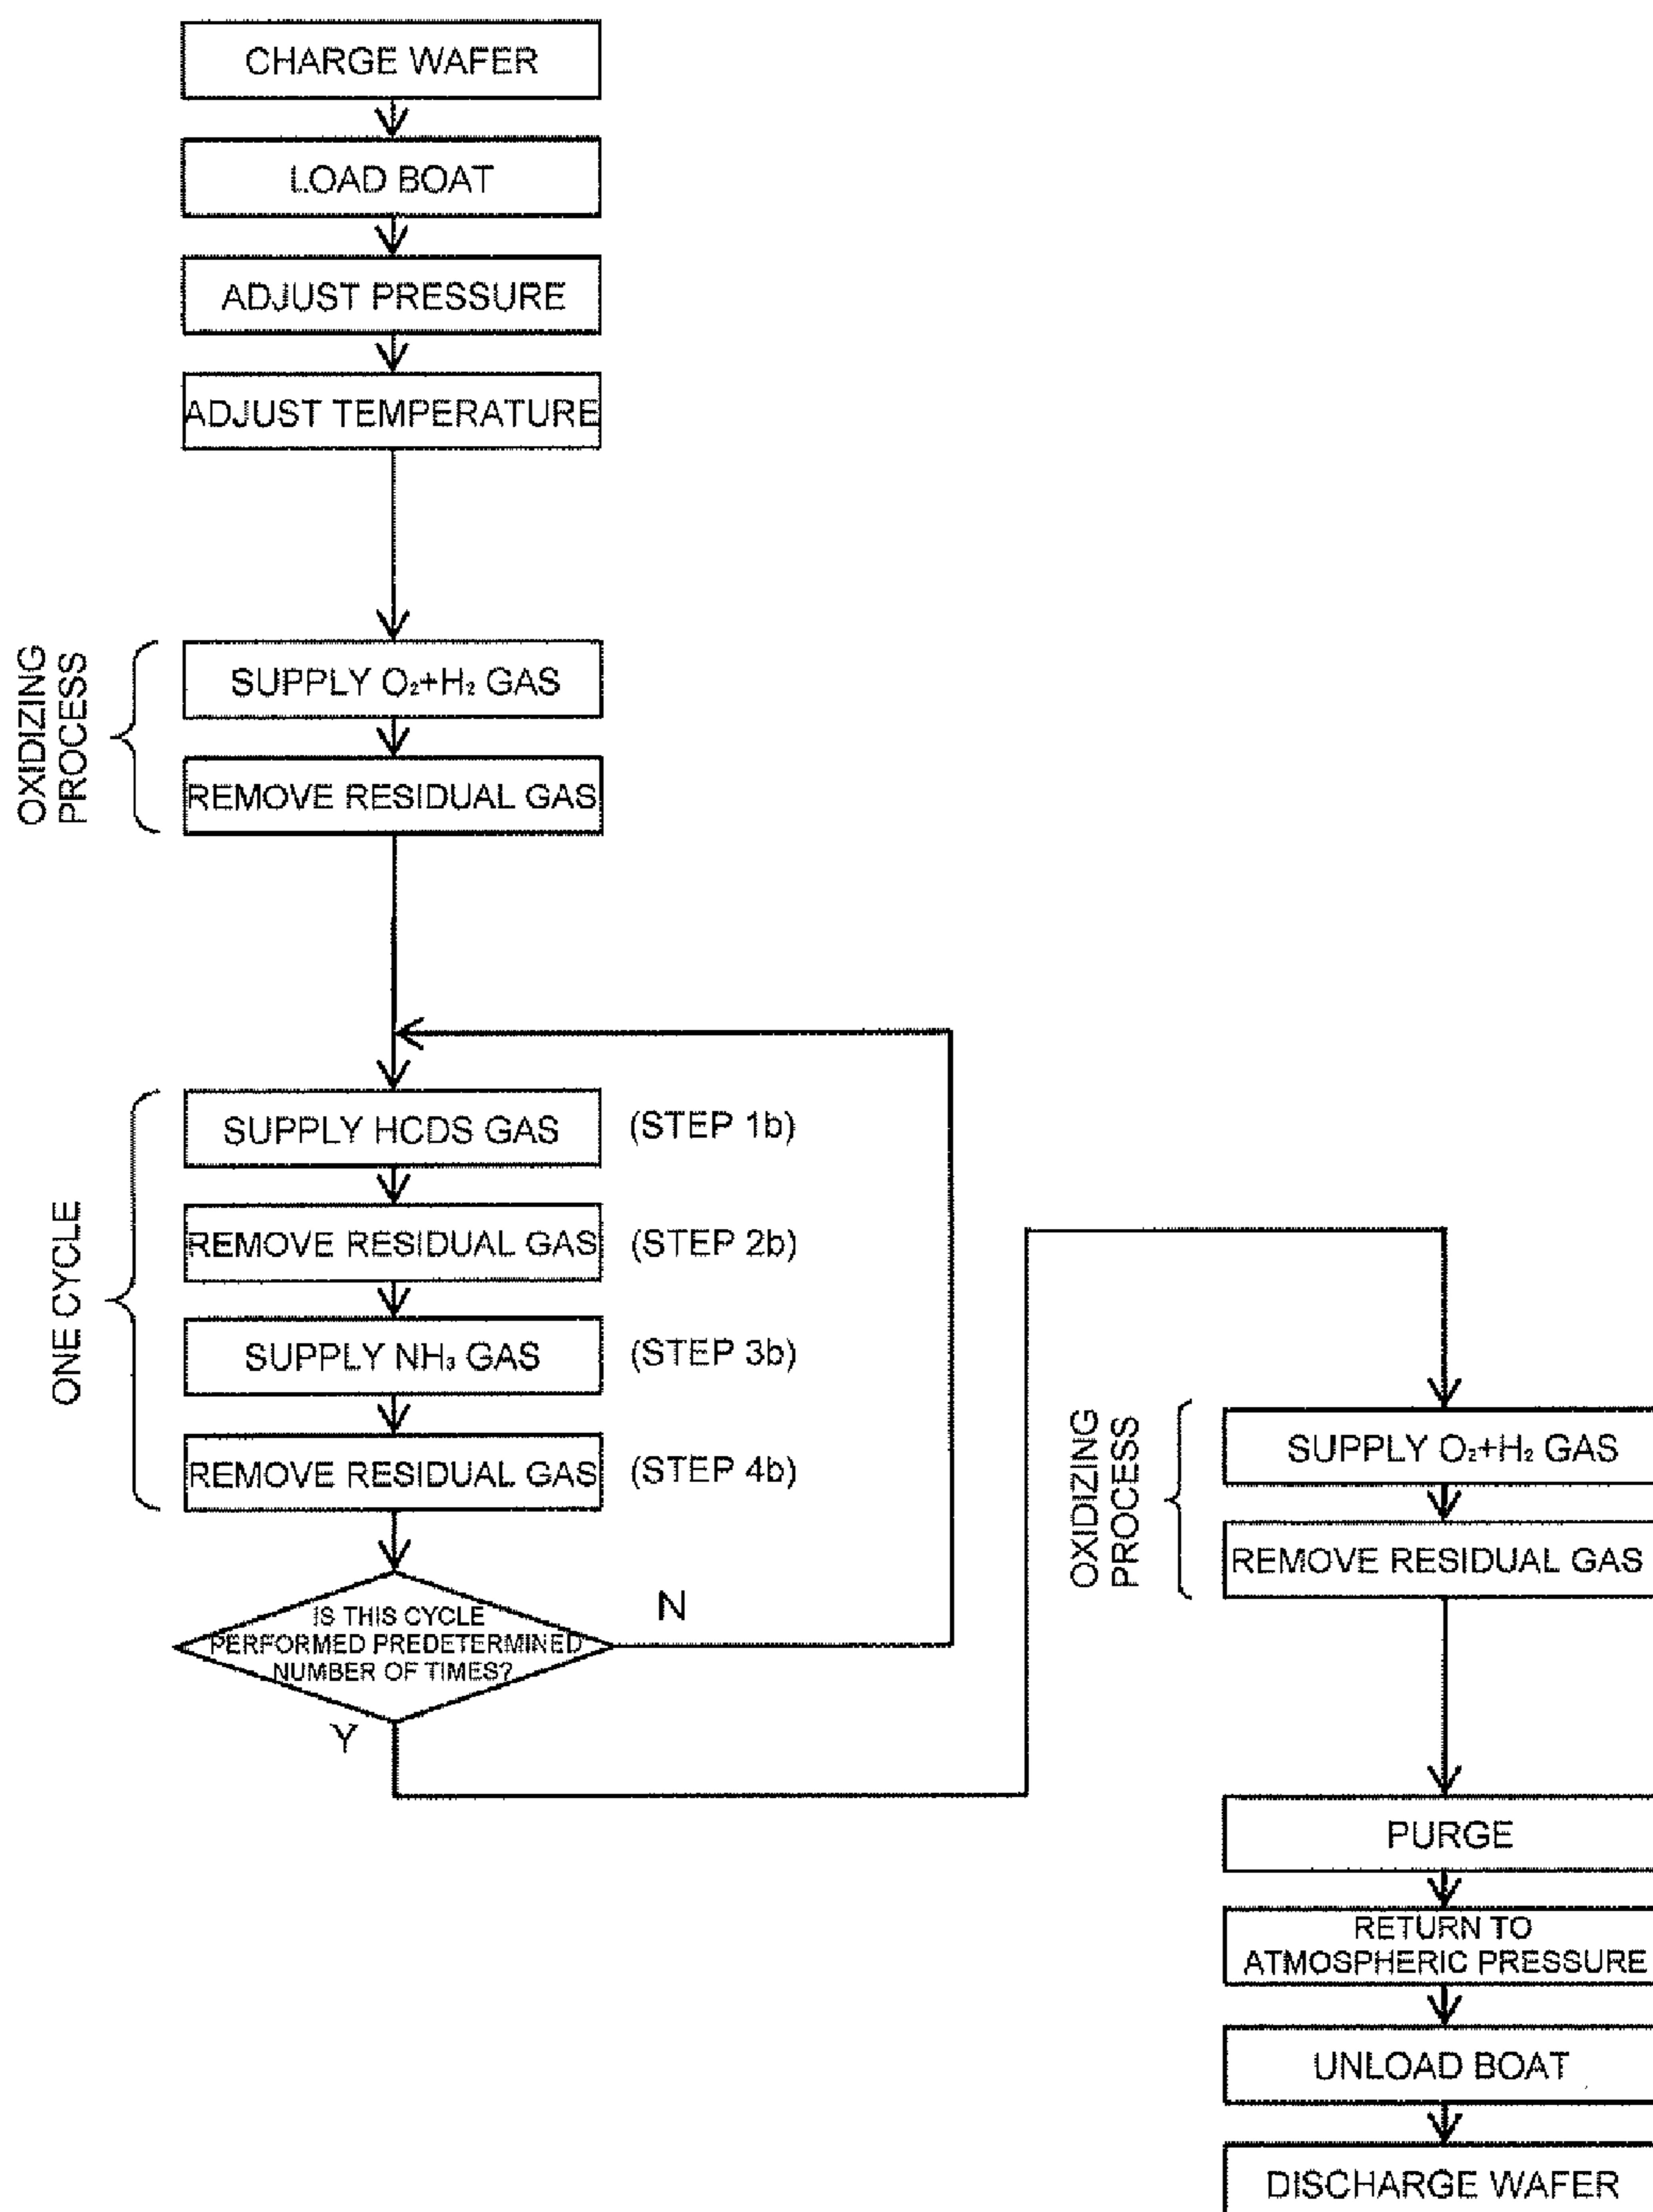 CHARGE WAFER
LOAD BOAT
ADJUST PRESSURE
ADJUST TEMPERATURE
OXIDIZING
PROCESS
SUPPLY O₂+H₂ GAS
REMOVE RESIDUAL GAS
ONE CYCLE
SUPPLY HCDS GAS (STEP 1b)
REMOVE RESIDUAL GAS (STEP 2b)
SUPPLY NH₃ GAS (STEP 3b)
REMOVE RESIDUAL GAS (STEP 4b)
IS THIS CYCLE
PERFORMED PREDETERMINED
NUMBER OF TIMES?
N
Y
OXIDIZING
PROCESS
SUPPLY O₂+H₂ GAS
REMOVE RESIDUAL GAS
PURGE
RETURN TO
ATMOSPHERIC PRESSURE
UNLOAD BOAT
DISCHARGE WAFER